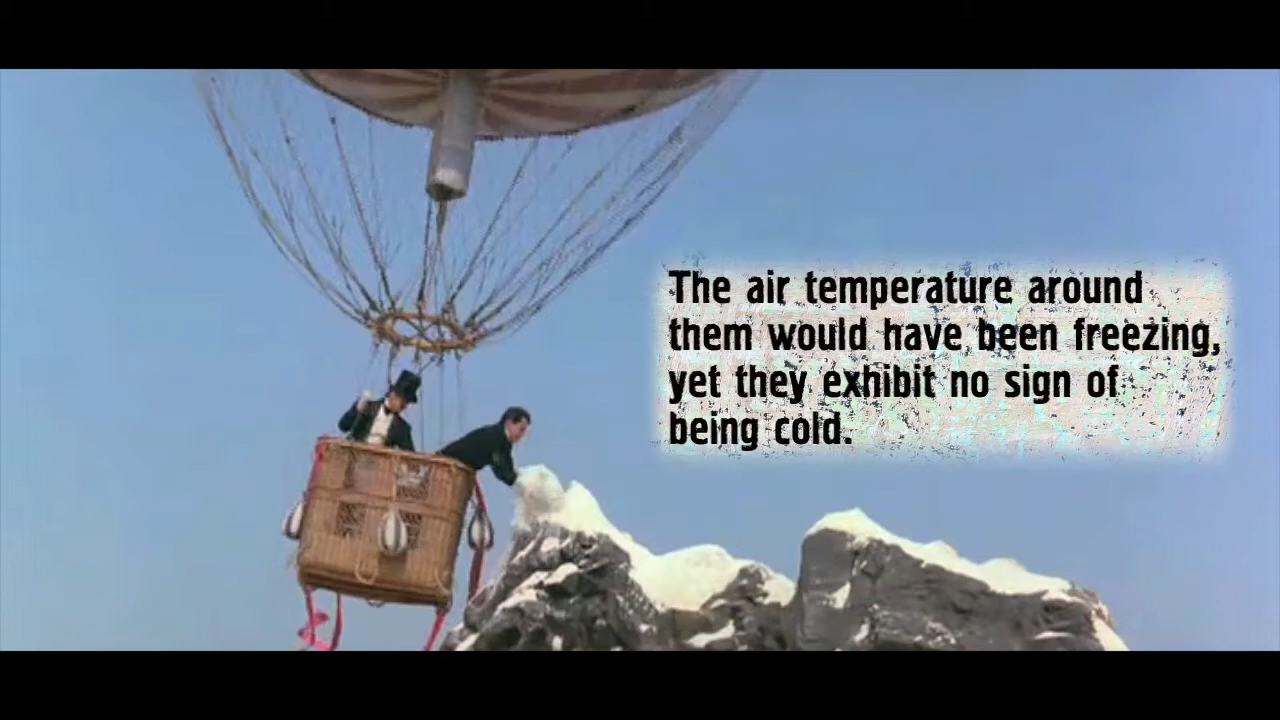 The air temperature around
them would have been freezing,
yet they exhibit no sign of
being cold.